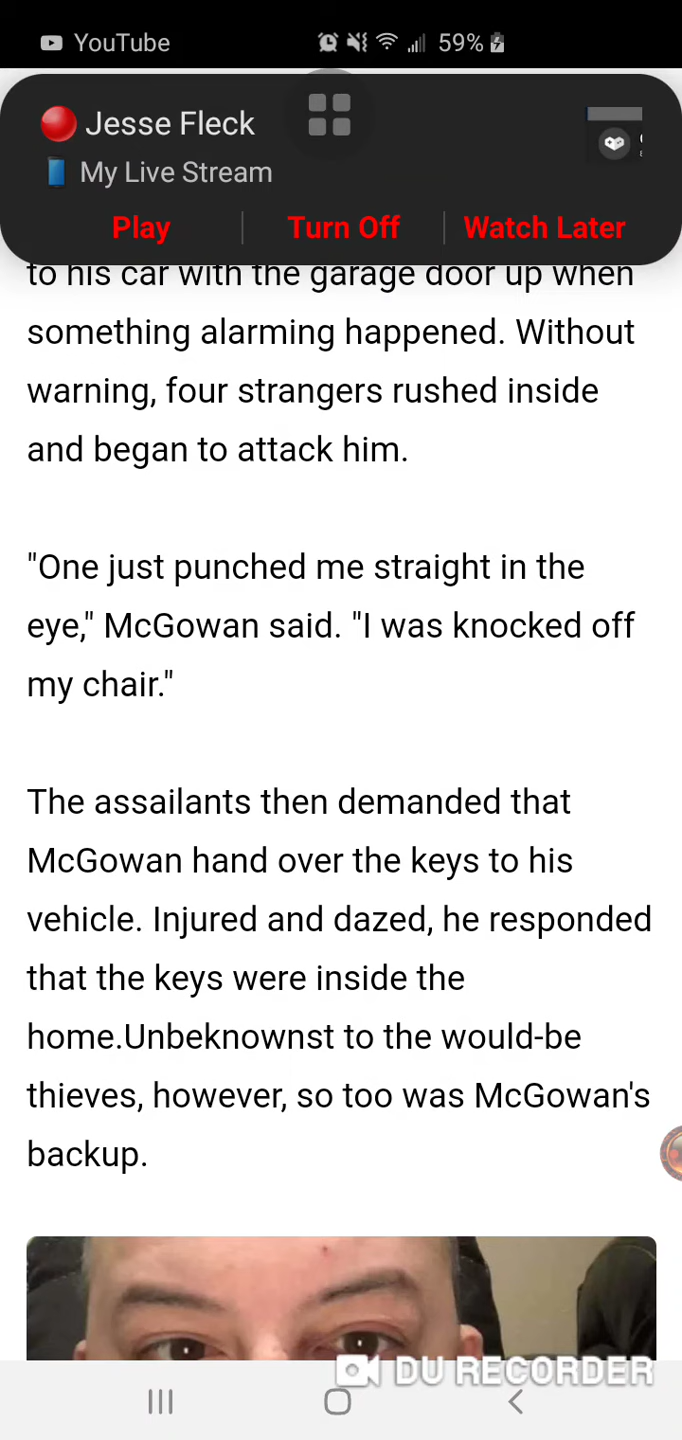 YouTube
59%
Jesse Fleck
My Live Stream
Play
Turn Off
Watch Later
to his car with the garage door up when
something alarming happened. Without
warning, four strangers rushed inside
and began to attack him.
"One just punched me straight in the
eye," McGowan said. "I was knocked off
my chair."
The assailants then demanded that
McGowan hand over the keys to his
vehicle. Injured and dazed, he responded
that the keys were inside the
home.Unbeknownst to the would-be
thieves, however, so too was McGowan's
backup.
DU RECORDER